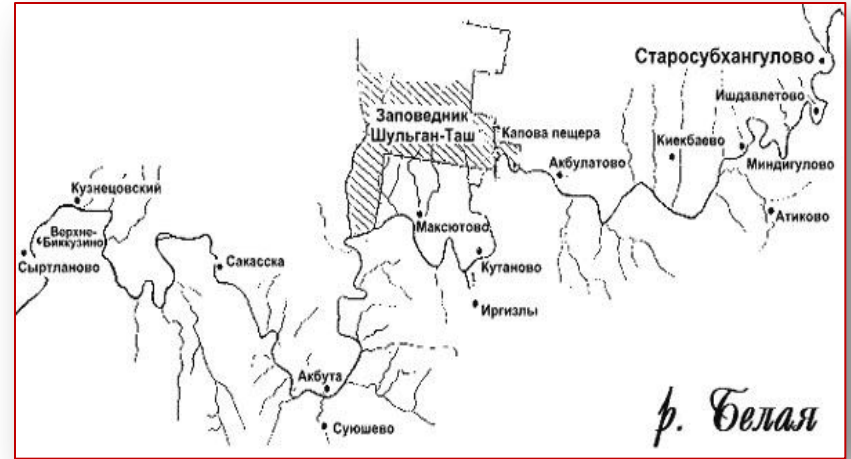 Старосубхангулово
Ишдавлетово
Заповедник
Шульган-Таш
Капова пещера
Киекбаево
Акбулатово
Миндигулово
Кузнецовский
Атиково
Максютово
Верхне-
Биккузино
Сыртланово
Сакасска
Кутаново
Иргизлы
Акбута
Суюшево
р. Белая